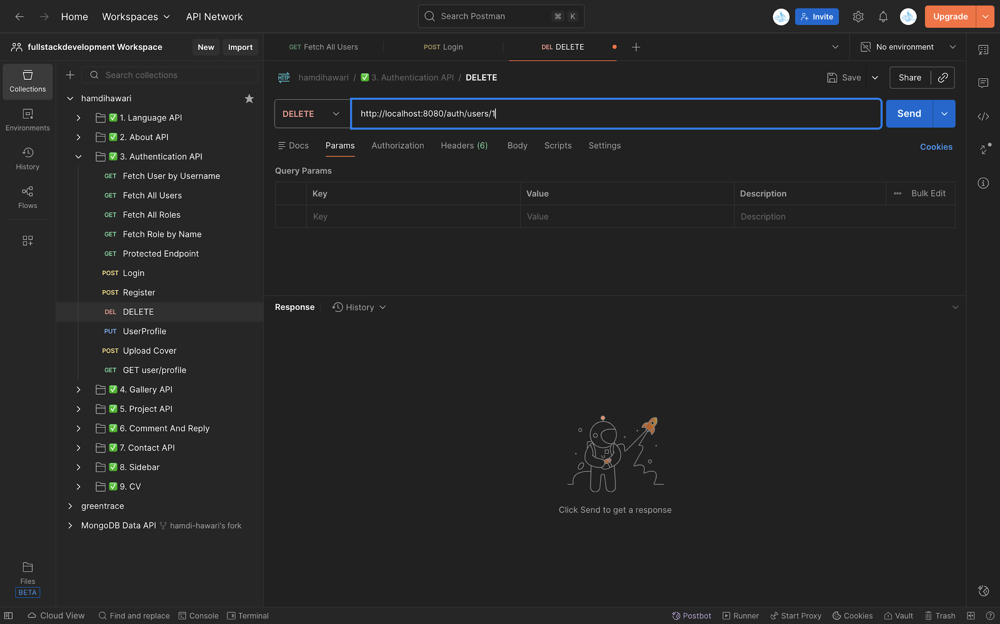 Home Workspaces API Network Search Postman ⌘ K Invite Upgrade
fullstackdevelopment Workspace New Import
GET Fetch All Users POST Login DEL DELETE No environment
Collections
Environments
History
Flows
Files
BETA
Search collections
hamdihawari
✅ 1. Language API
✅ 2. About API
✅ 3. Authentication API
GET Fetch User by Username
GET Fetch All Users
GET Fetch All Roles
GET Fetch Role by Name
GET Protected Endpoint
POST Login
POST Register
DEL DELETE
PUT UserProfile
POST Upload Cover
GET GET user/profile
✅ 4. Gallery API
✅ 5. Project API
✅ 6. Comment And Reply
✅ 7. Contact API
✅ 8. Sidebar
✅ 9. CV
greentrace
MongoDB Data API hamdi-hawari's fork
HTTP hamdihawari / ✅ 3. Authentication API / DELETE Save Share
DELETE http://localhost:8080/auth/users/1 Send
Docs Params Authorization Headers (6) Body Scripts Settings Cookies
Query Params
Key Value Description Bulk Edit
Key Value Description
Response History
Click Send to get a response
Cloud View Find and replace Console Terminal Postbot Runner Start Proxy Cookies Vault Trash